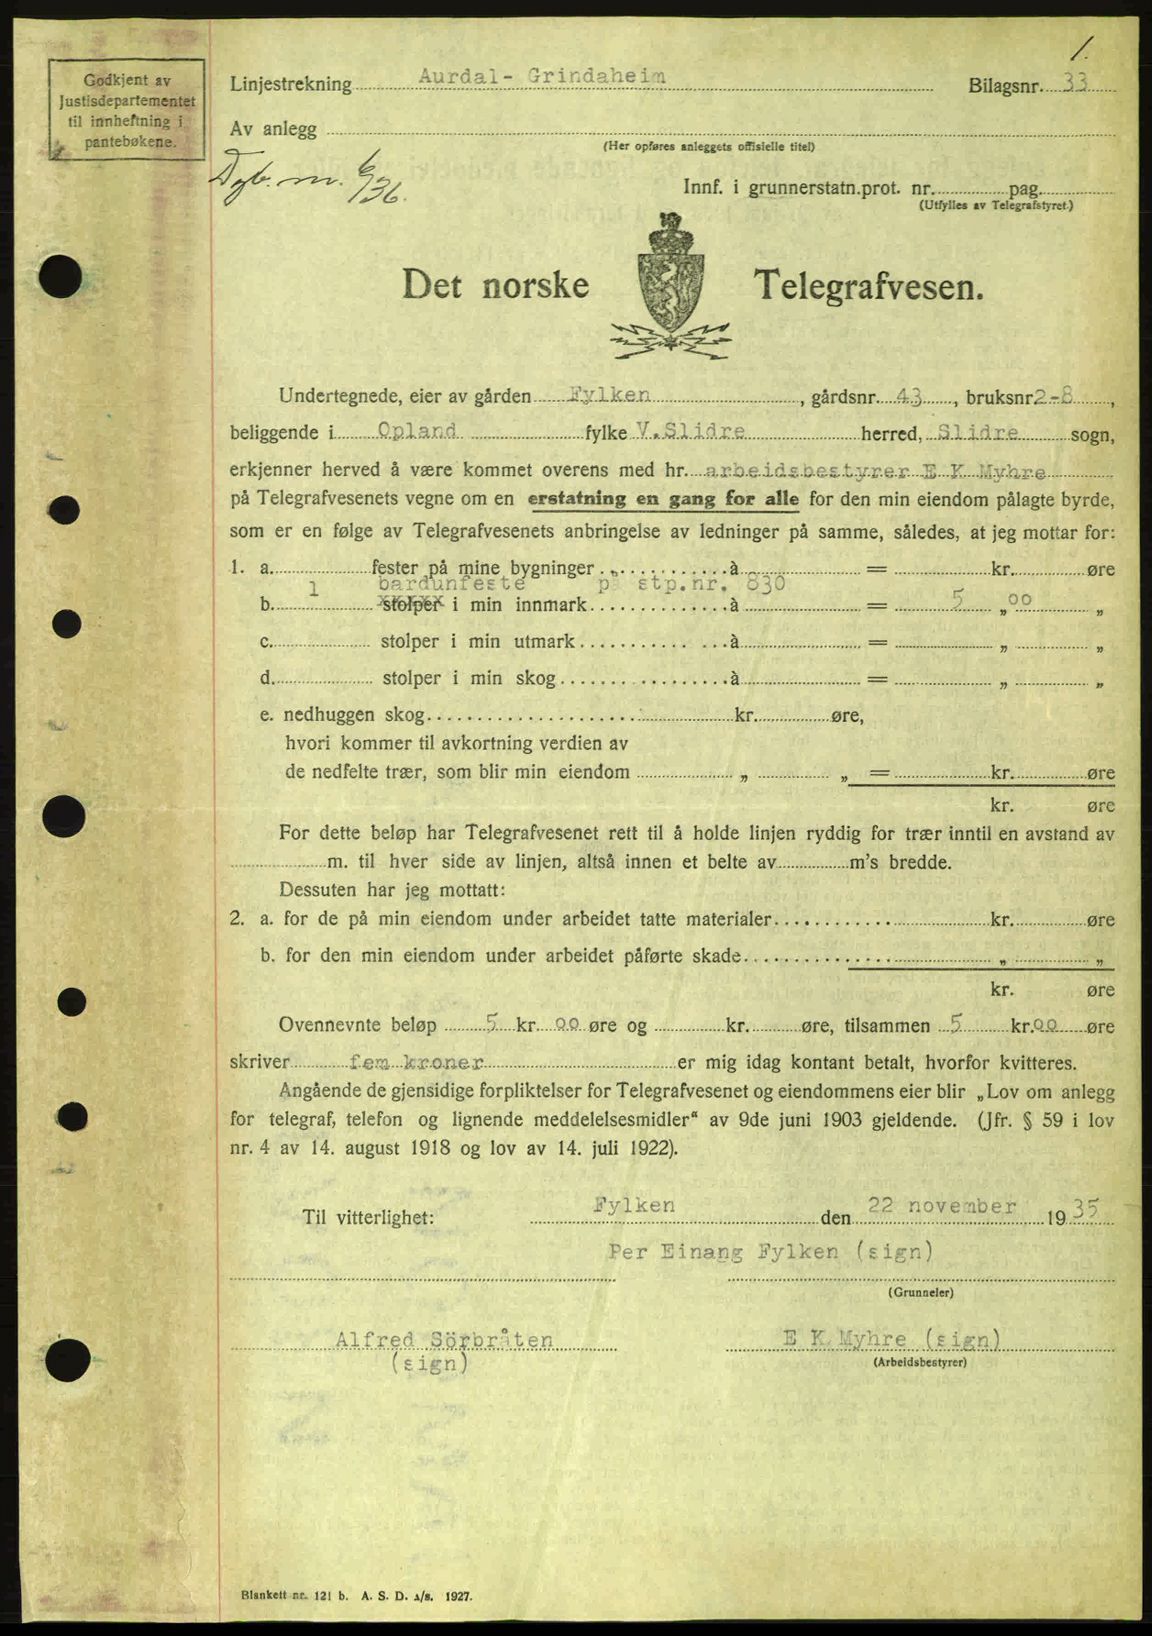 1.
Godkjent av
Justisdepartementet
til innheftning i
pantebøkene.
Linjestrekning Aurdal- Grindaheim Bilagsnr. 33
Av anlegg
(Her opføres anleggets offisielle titel)
Dgb. nr. 6/36.
Innf. i grunnerstatn.prot. nr. pag.
(Utfylles av Telegrafstyret.)
Det norske Telegrafvesen.
Undertegnede, eier av gården Fylken, gårdsnr. 43, bruksnr 2-8,
beliggende i Opland fylke V.Slidre herred, Slidre sogn,
erkjenner herved å være kommet overens med hr. arbeidsbestyrer E K Myhre
på Telegrafvesenets vegne om en erstatning en gang for alle for den min eiendom pålagte byrde,
som er en følge av Telegrafvesenets anbringelse av ledninger på samme, således, at jeg mottar for:
1. a. fester på mine bygninger à = kr. øre
1 bardunfeste på stp.nr. 830
b. stolper i min innmark à = 5 „ 00 „
c. stolper i min utmark à = „ „
d. stolper i min skog à = „ „
e. nedhuggen skog kr. øre,
hvori kommer til avkortning verdien av
de nedfelte trær, som blir min eiendom „ „ = kr. øre
kr. øre
For dette beløp har Telegrafvesenet rett til å holde linjen ryddig for trær inntil en avstand av
m. til hver side av linjen, altså innen et belte av m's bredde.
Dessuten har jeg mottatt:
2. a. for de på min eiendom under arbeidet tatte materialer kr. øre
b. for den min eiendom under arbeidet påførte skade „ „
kr. øre
Ovennevnte beløp 5 kr 00 øre og kr. øre, tilsammen 5 kr. 00 øre
skriver fem kroner er mig idag kontant betalt, hvorfor kvitteres.
Angående de gjensidige forpliktelser for Telegrafvesenet og eiendommens eier blir „Lov om anlegg
for telegraf, telefon og lignende meddelelsesmidler“ av 9de juni 1903 gjeldende. (Jfr. § 59 i lov
nr. 4 av 14. august 1918 og lov av 14. juli 1922).
Til vitterlighet: Fylken den 22 november 1935
Per Einang Fylken (sign)
(Grunneier)
Alfred Sörbråten E K Myhre (sign)
(sign) (Arbeidsbestyrer)
Blankett nr. 121 b. A. S. D. a/s. 1927.